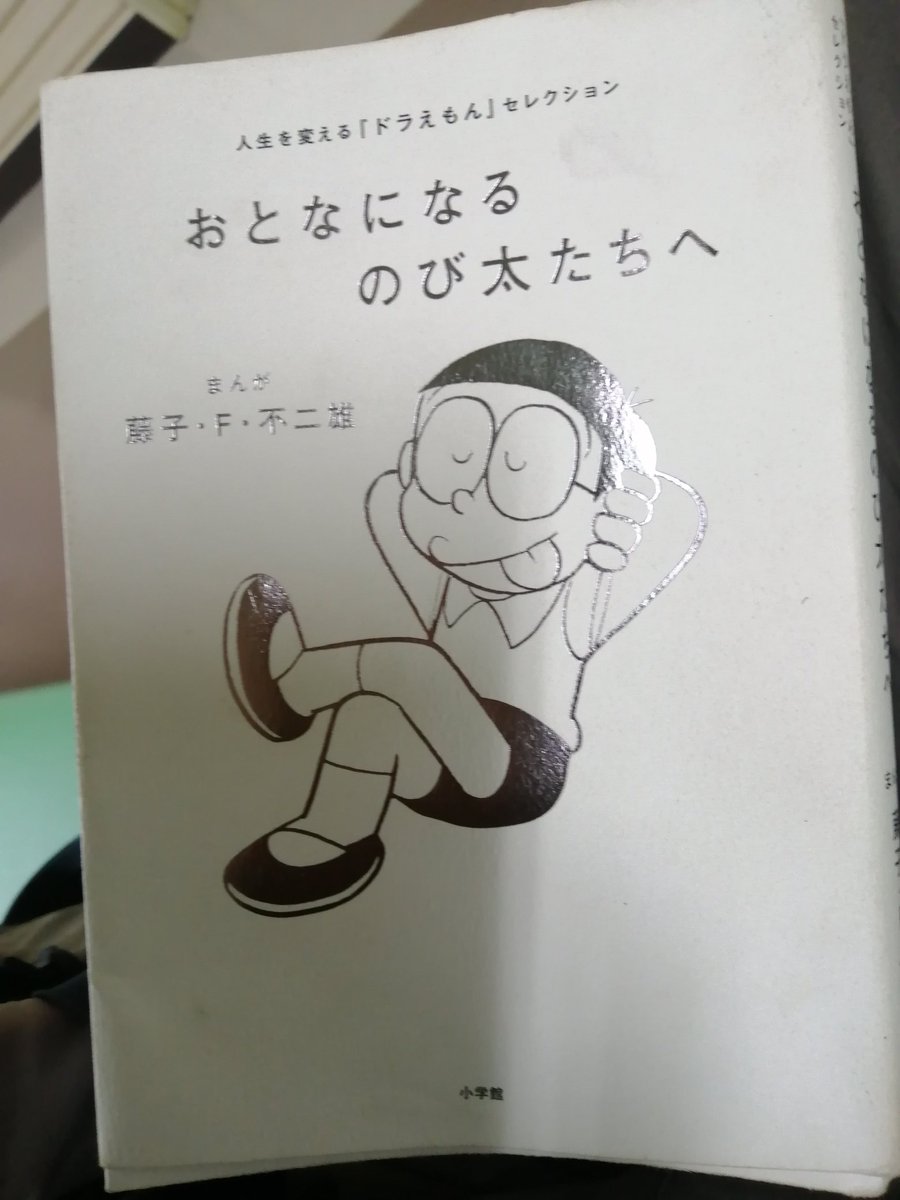 人生を変える「ドラえもん」セレクション
おとなになる
のび太たちへ
まんが
藤子・F・不二雄
小学館